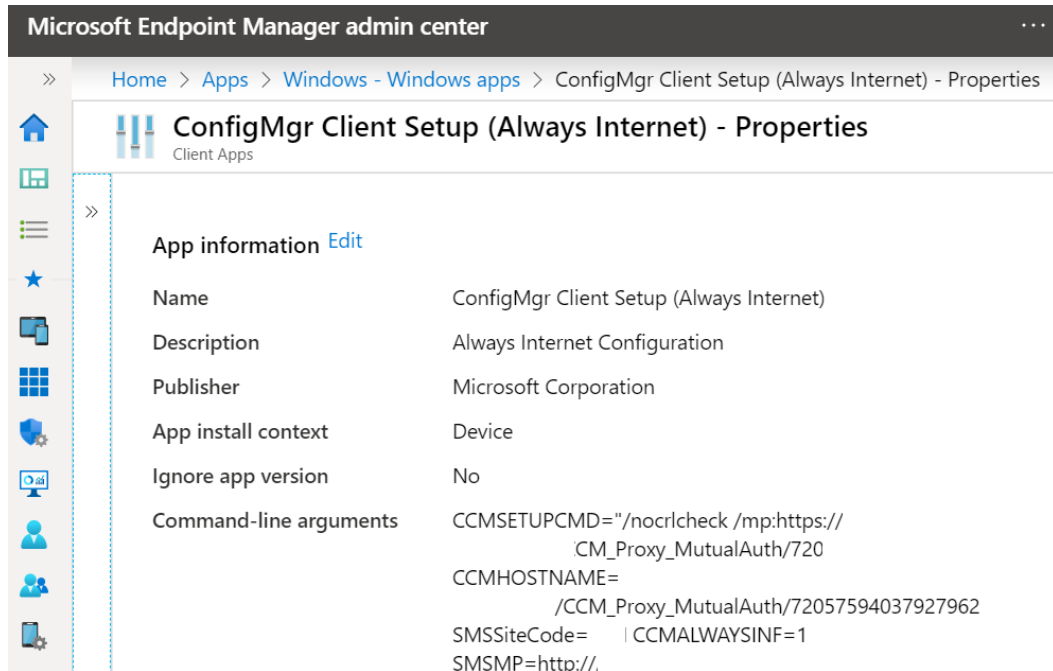 Microsoft Endpoint Manager admin center ...
» Home > Apps > Windows - Windows apps > ConfigMgr Client Setup (Always Internet) - Properties
ConfigMgr Client Setup (Always Internet) - Properties
Client Apps
»
App information Edit
Name ConfigMgr Client Setup (Always Internet)
Description Always Internet Configuration
Publisher Microsoft Corporation
App install context Device
Ignore app version No
Command-line arguments CCMSETUPCMD="/nocrlcheck /mp:https://
CM_Proxy_MutualAuth/720
CCMHOSTNAME=
/CCM_Proxy_MutualAuth/72057594037927962
SMSSiteCode= CCMALWAYSINF=1
SMSMP=http://